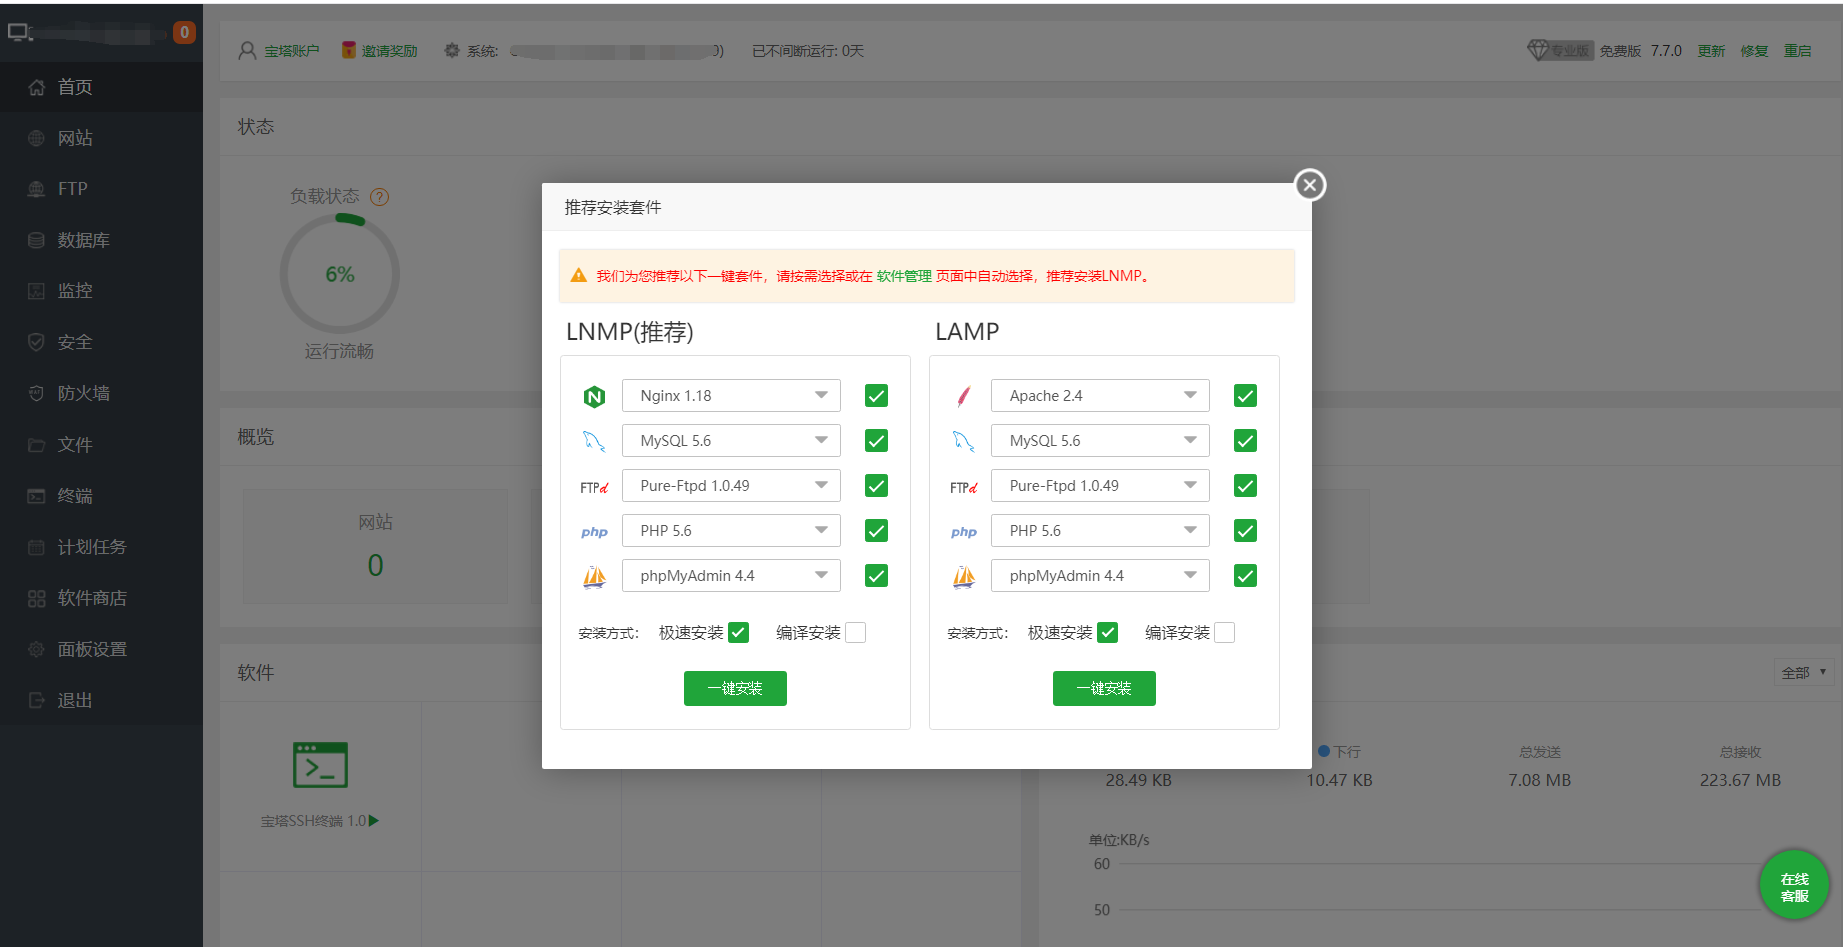 0
宝塔账户 邀请奖励 系统: 9) 已不间断运行: 0天 专业版 免费版 7.7.0 更新 修复 重启
首页
网站
FTP
数据库
监控
安全
防火墙
文件
终端
计划任务
软件商店
面板设置
退出
状态
负载状态 ?
6%
运行流畅
概览
网站
0
软件
宝塔SSH终端 1.0
推荐安装套件
我们为您推荐以下一键套件，请按需选择或在 软件管理 页面中自动选择，推荐安装LNMP。
LNMP(推荐)
Nginx 1.18
MySQL 5.6
FTPd Pure-Ftpd 1.0.49
php PHP 5.6
phpMyAdmin 4.4
安装方式： 极速安装 编译安装
一键安装
LAMP
Apache 2.4
MySQL 5.6
FTPd Pure-Ftpd 1.0.49
php PHP 5.6
phpMyAdmin 4.4
安装方式： 极速安装 编译安装
一键安装
全部
下行 总发送 总接收
28.49 KB 10.47 KB 7.08 MB 223.67 MB
单位:KB/s
60
50
在线
客服